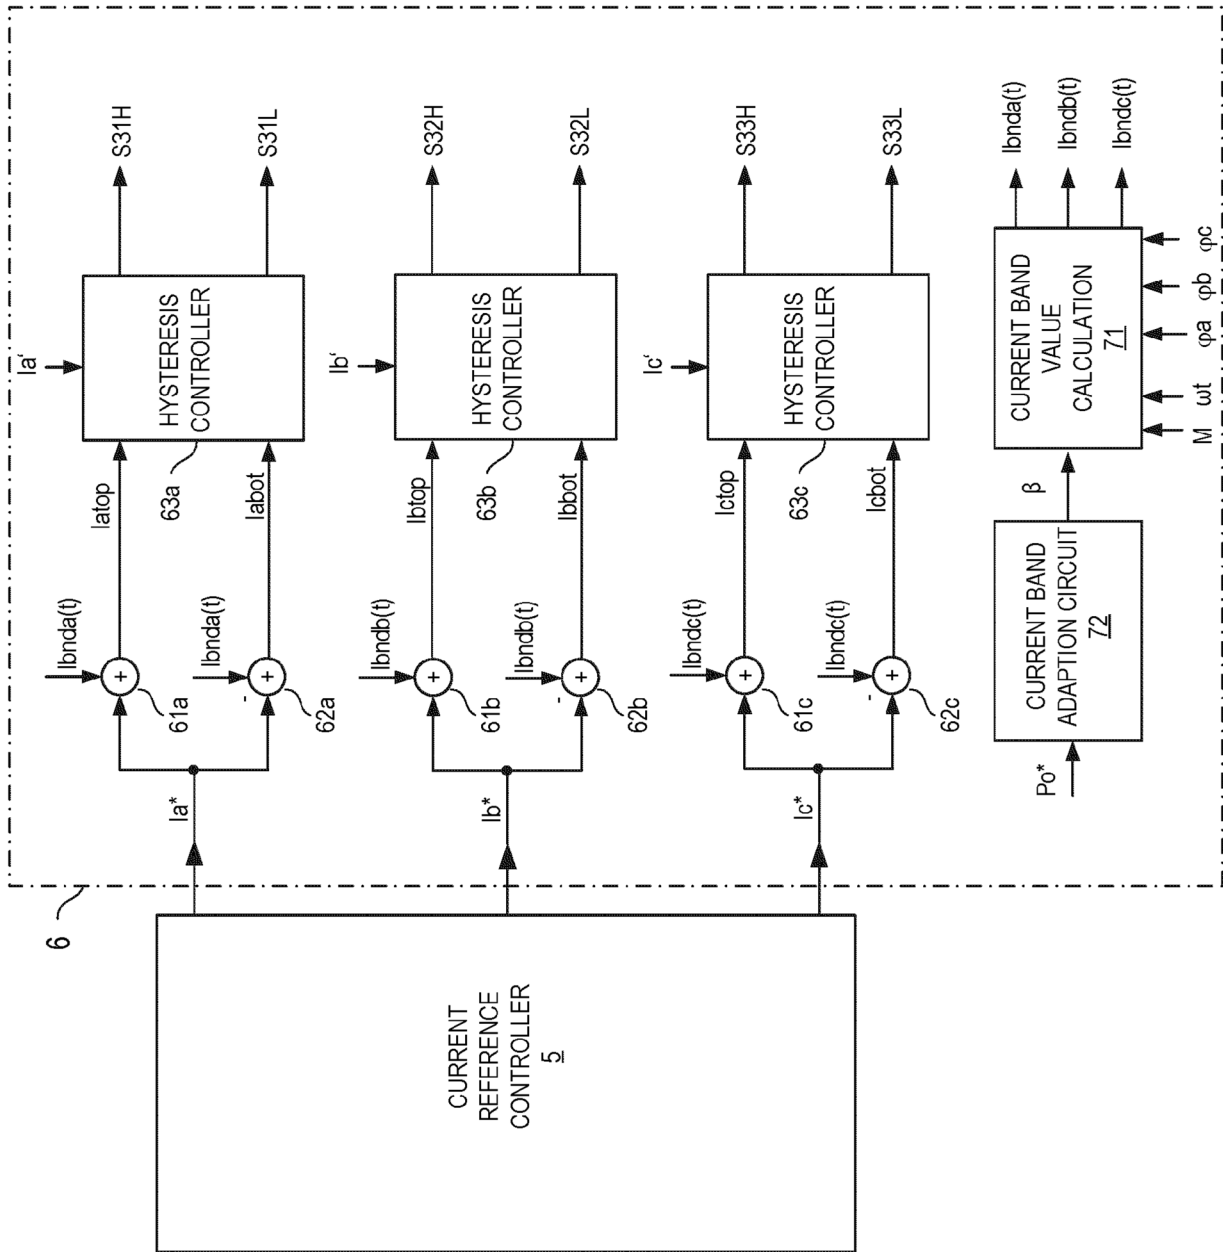 6
CURRENT
REFERENCE
CONTROLLER
5
Ia*
Ib*
Ic*
Ibnda(t)
+
61a
Ibnda(t)
-
+
62a
Ibndb(t)
+
61b
Ibndb(t)
-
+
62b
Ibndc(t)
+
61c
Ibndc(t)
-
+
62c
Iatop
Iabot
Ibtop
Ibbot
Ictop
Icbot
Ia'
HYSTERESIS
CONTROLLER
63a
Ib'
HYSTERESIS
CONTROLLER
63b
Ic'
HYSTERESIS
CONTROLLER
63c
S31H
S31L
S32H
S32L
S33H
S33L
Po*
CURRENT BAND
ADAPTION CIRCUIT
72
β
CURRENT BAND
VALUE
CALCULATION
71
M
ωt
φa
φb
φc
Ibnda(t)
Ibndb(t)
Ibndc(t)